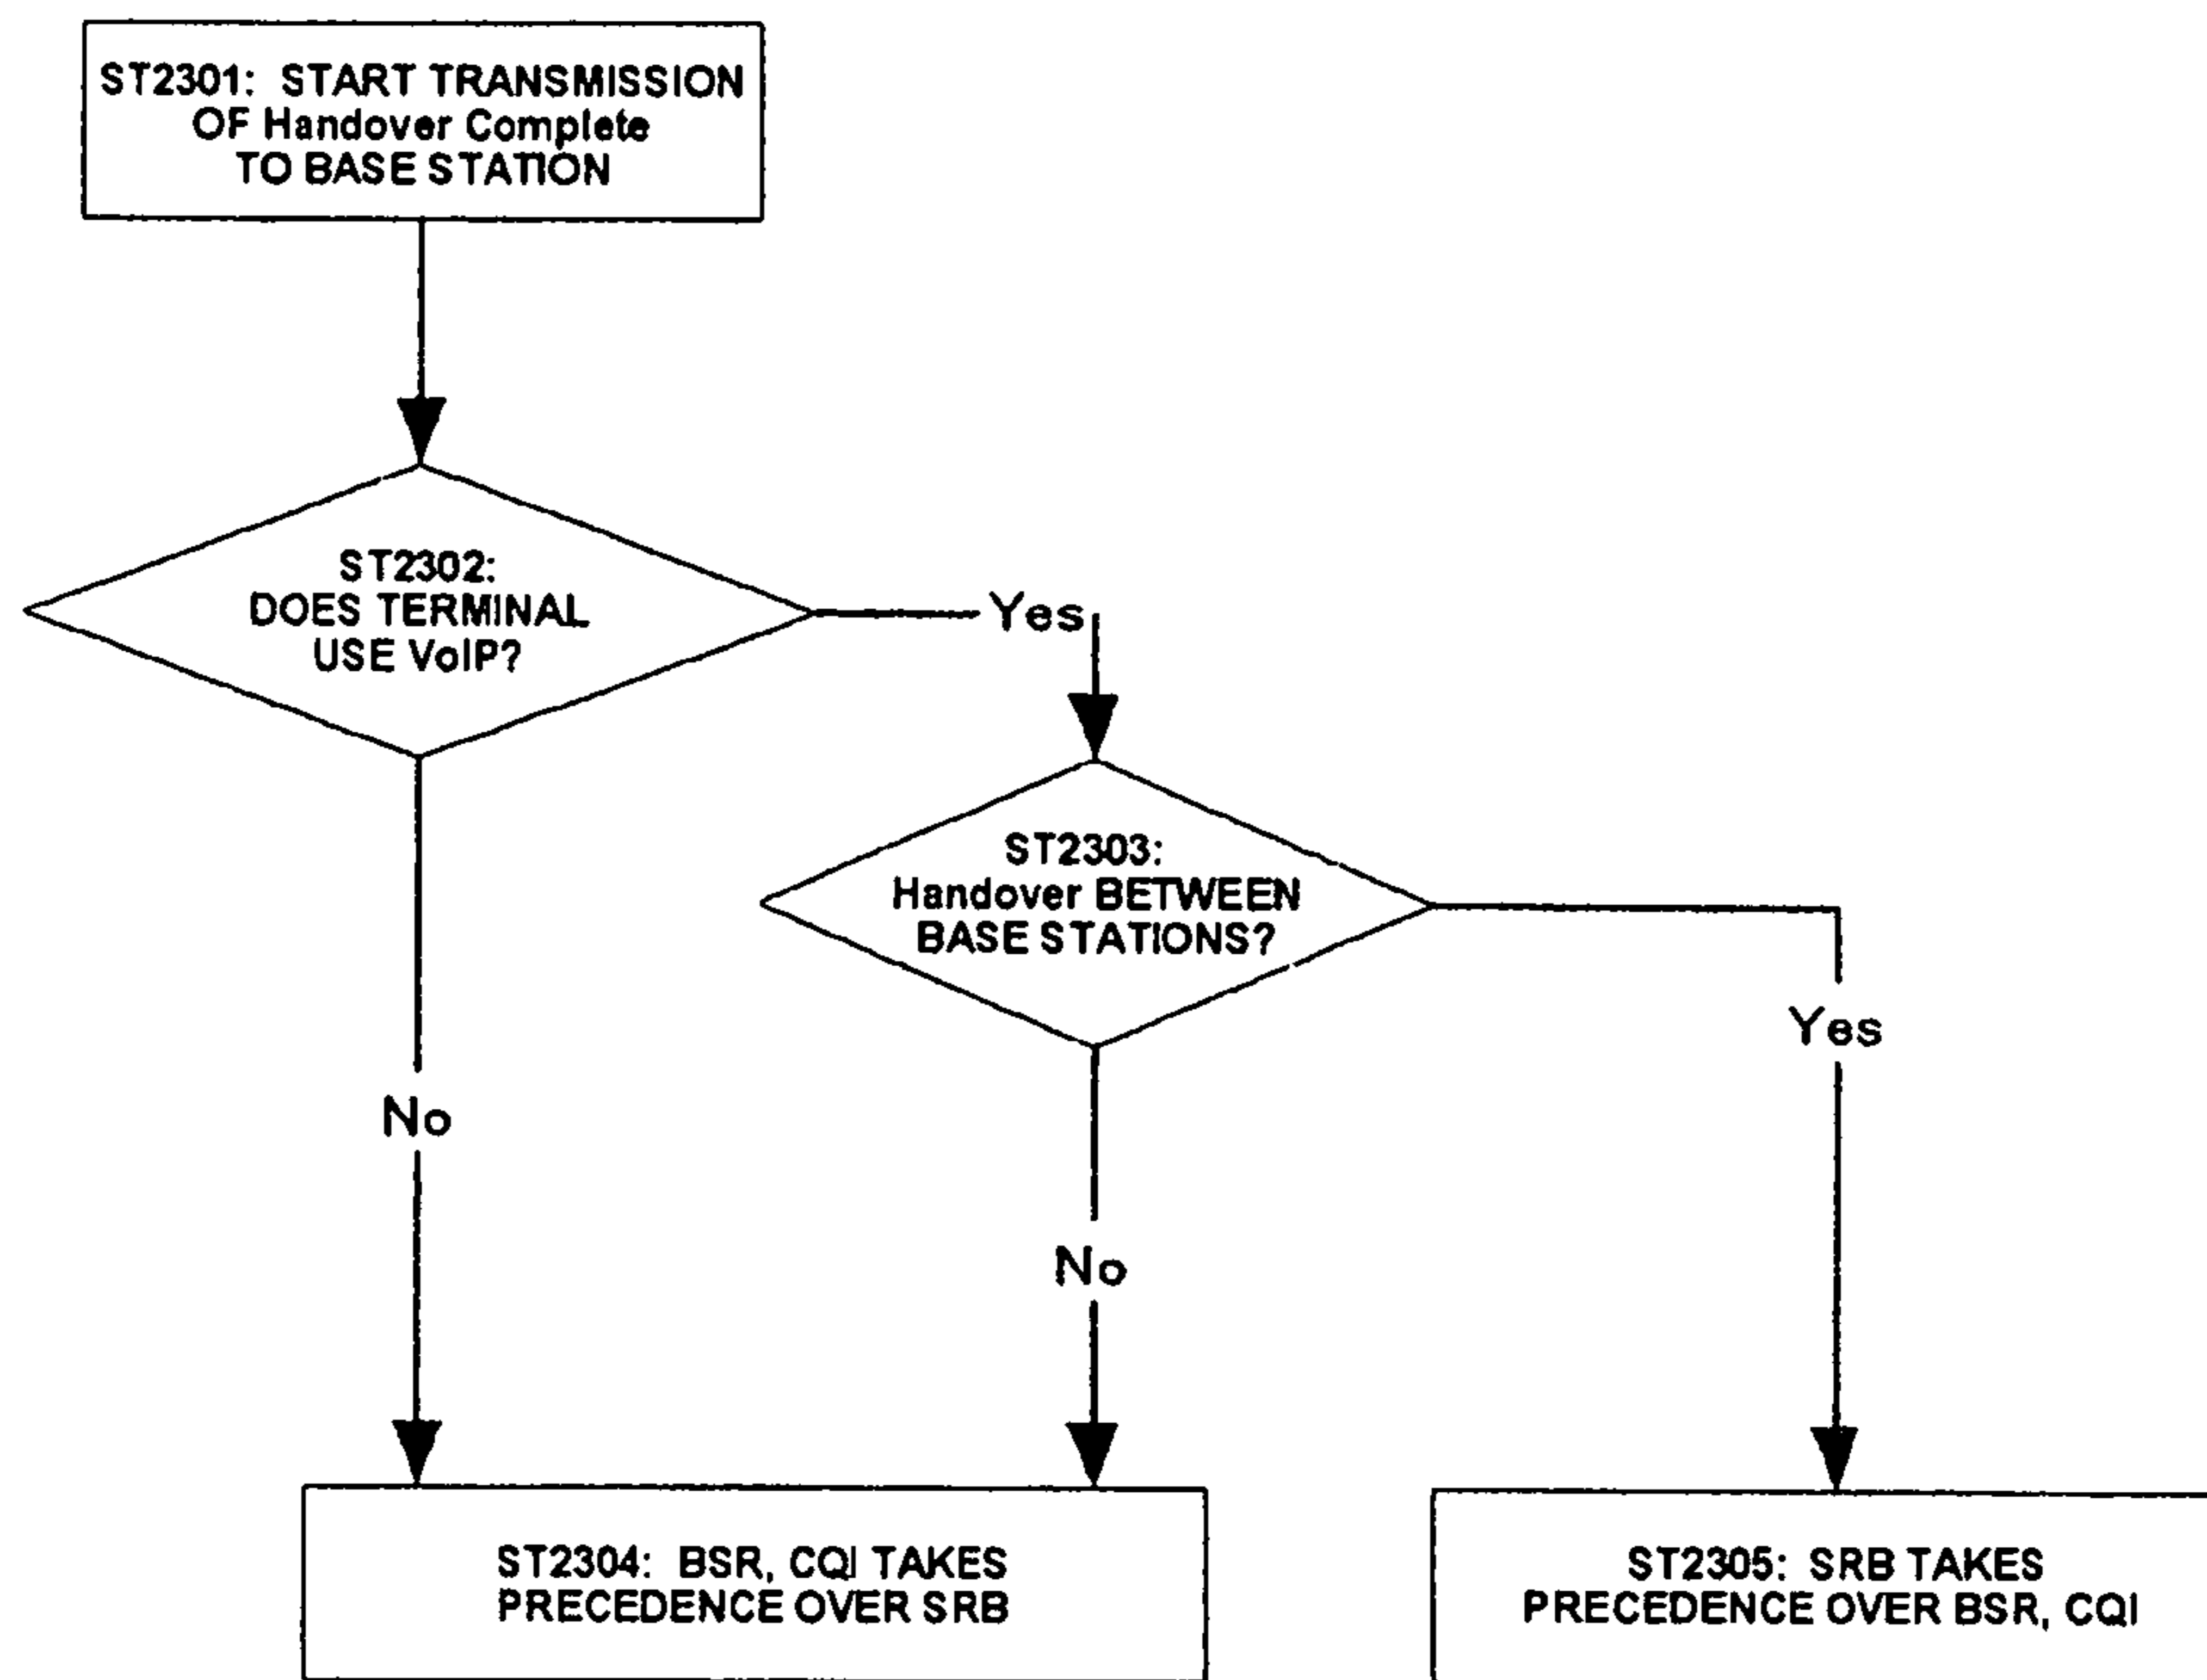 ST2301: START TRANSMISSION
OF Handover Complete
TO BASE STATION
ST2302:
DOES TERMINAL
USE VoIP?
Yes
ST2303:
Handover BETWEEN
BASE STATIONS?
Yes
No
No
ST2304: BSR, CQI TAKES
PRECEDENCE OVER SRB
ST2305: SRB TAKES
PRECEDENCE OVER BSR, CQI